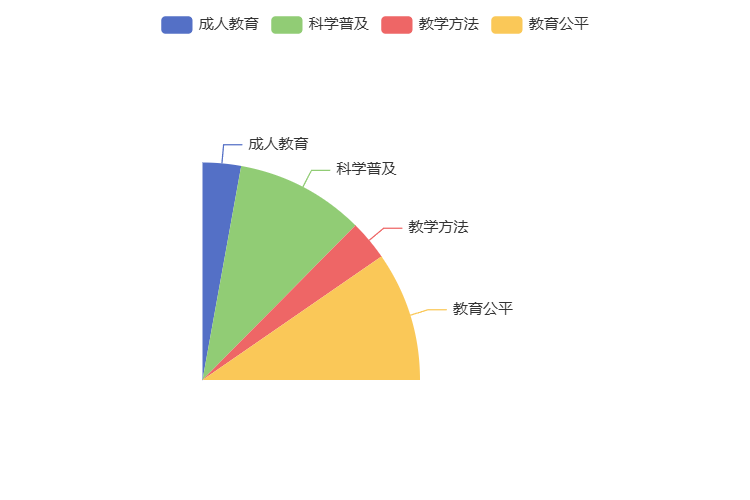 成人教育 科学普及 教学方法 教育公平
成人教育
科学普及
教学方法
教育公平